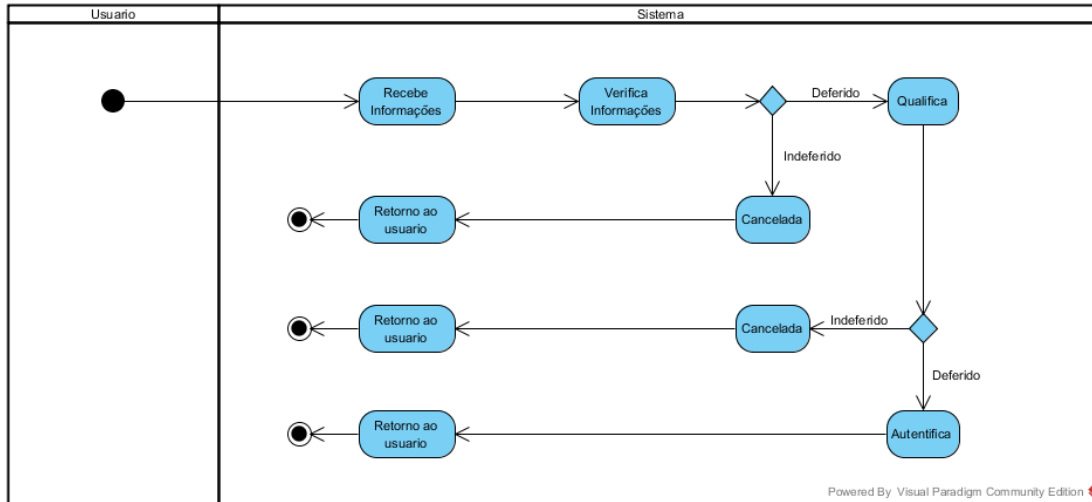 Usuario
Sistema
Recebe
Informações
Verifica
Informações
Deferido
Qualifica
Indeferido
Retorno ao
usuario
Cancelada
Retorno ao
usuario
Cancelada
Indeferido
Deferido
Retorno ao
usuario
Autentifica
Powered By Visual Paradigm Community Edition